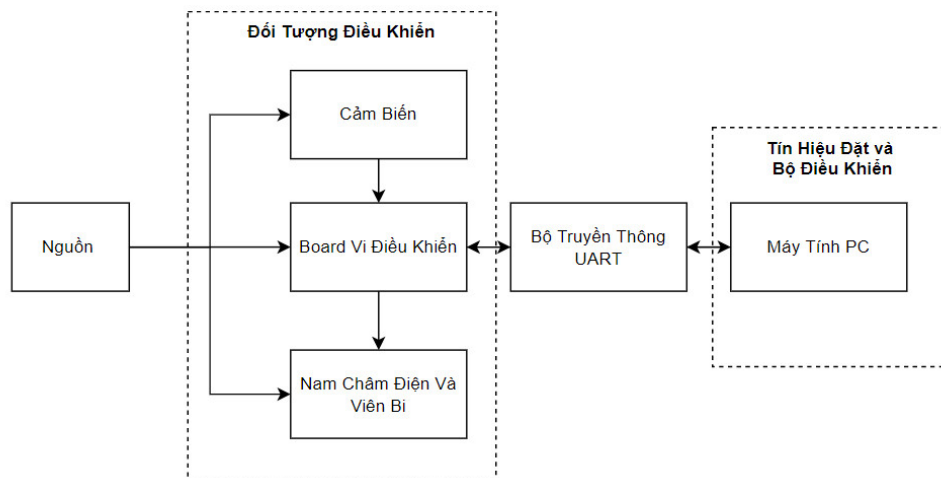 Đối Tượng Điều Khiển
Cảm Biến
Tín Hiệu Đặt và
Bộ Điều Khiển
Nguồn
Board Vi Điều Khiển
Bộ Truyền Thông
UART
Máy Tính PC
Nam Châm Điện Và
Viên Bi